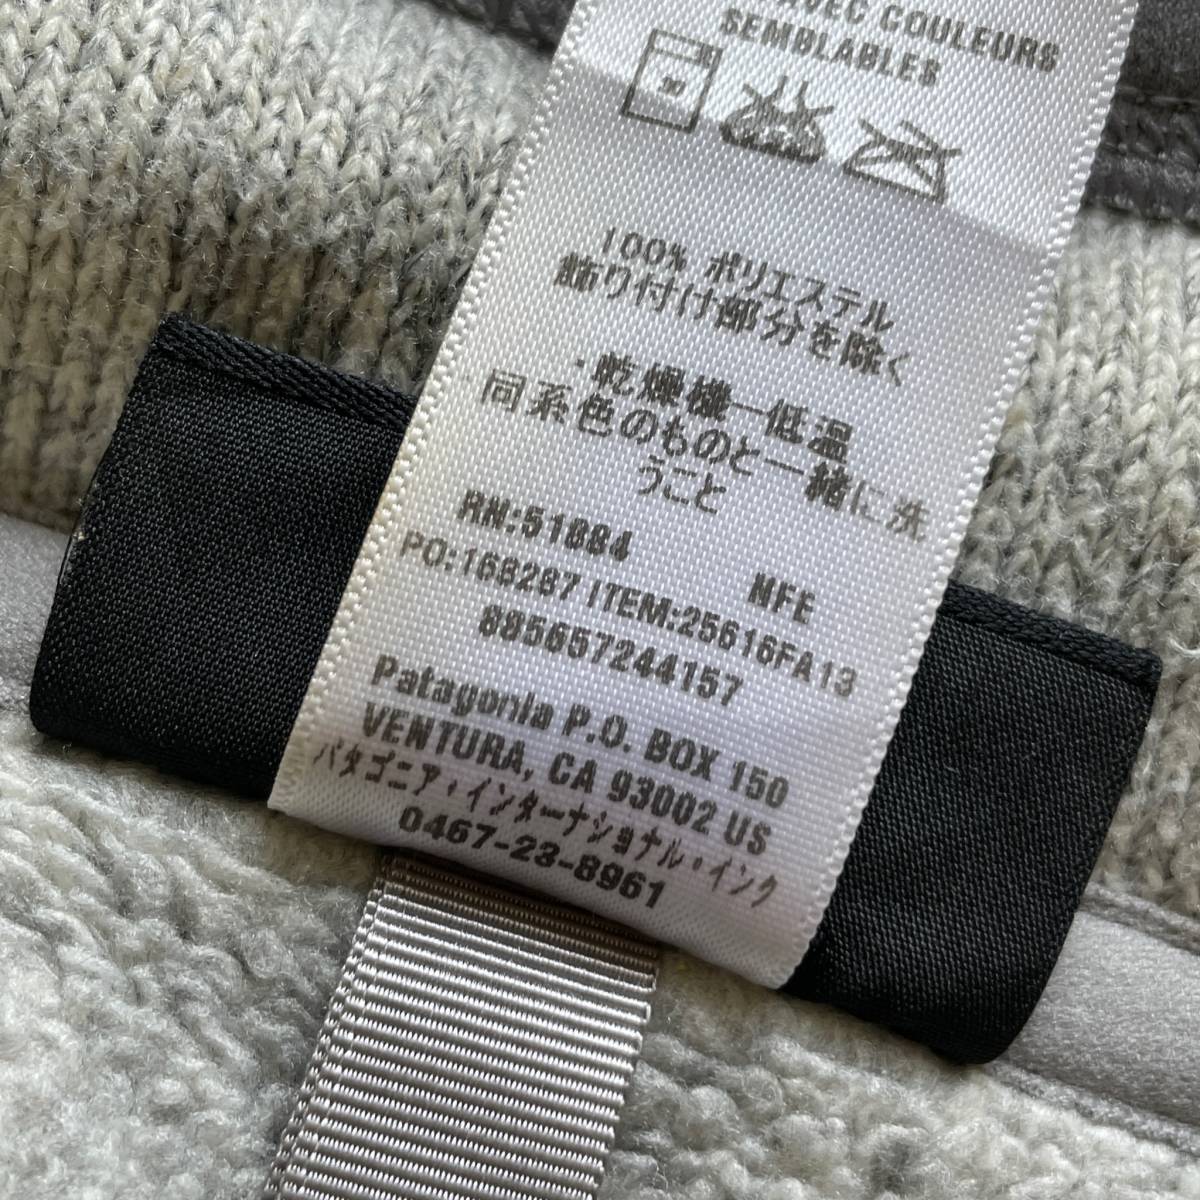 AVEC COULEURS
SEMBLABLES
100% ポリエステル
飾り付け部分を除く
・乾燥機―低温
同系色のものと一緒に洗
うこと
RN:51884 MFE
PO:168287 ITEM:25616FA13
885657244157
Patagonia P.O. BOX 150
VENTURA, CA 93002 US
パタゴニア・インターナショナル・インク
0467-23-8961